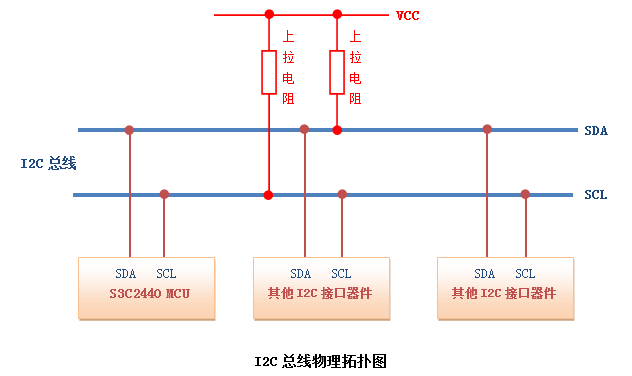 VCC
上拉电阻
上拉电阻
SDA
I2C 总线
SCL
SDA SCL
S3C2440 MCU
SDA SCL
其他 I2C 接口器件
SDA SCL
其他 I2C 接口器件
I2C 总线物理拓扑图